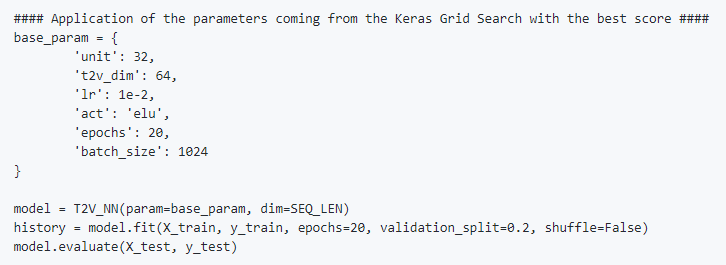 #### Application of the parameters coming from the Keras Grid Search with the best score ####
base_param = {
        'unit': 32,
        't2v_dim': 64,
        'lr': 1e-2,
        'act': 'elu',
        'epochs': 20,
        'batch_size': 1024
}
model = T2V_NN(param=base_param, dim=SEQ_LEN)
history = model.fit(X_train, y_train, epochs=20, validation_split=0.2, shuffle=False)
model.evaluate(X_test, y_test)